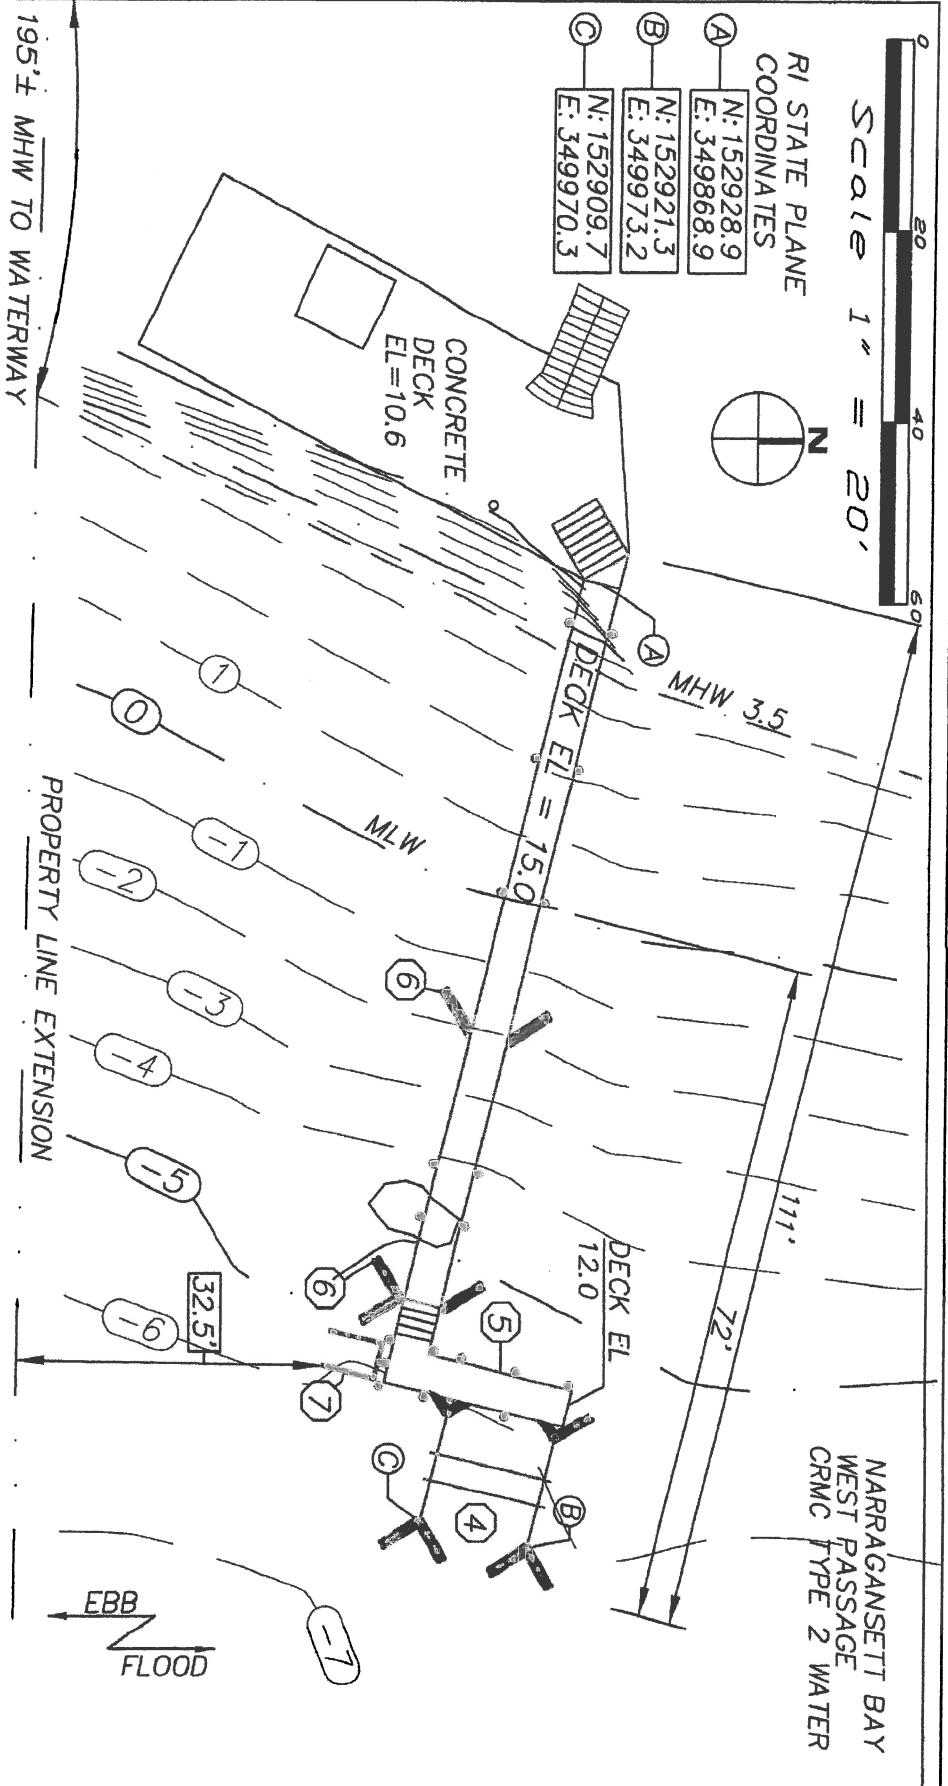 0 20 40 60
Scale 1" = 20'
RI STATE PLANE
COORDINATES
A
N:152928.9
E: 349868.9
B
N:152921.3
E: 349973.2
C
N:152909.7
E: 349970.3
N
CONCRETE
DECK
EL=10.6
A
MHW 3.5
DECK EL = 15.0
MLW
1
0
-1
-2
-3
-4
-5
-6
-7
6
6
7
5
4
C
B
DECK EL
12.0
111'
72'
32.5'
NARRAGANSETT BAY
WEST PASSAGE
CRMC TYPE 2 WATER
195'± MHW TO WATERWAY
PROPERTY LINE EXTENSION
EBB
FLOOD